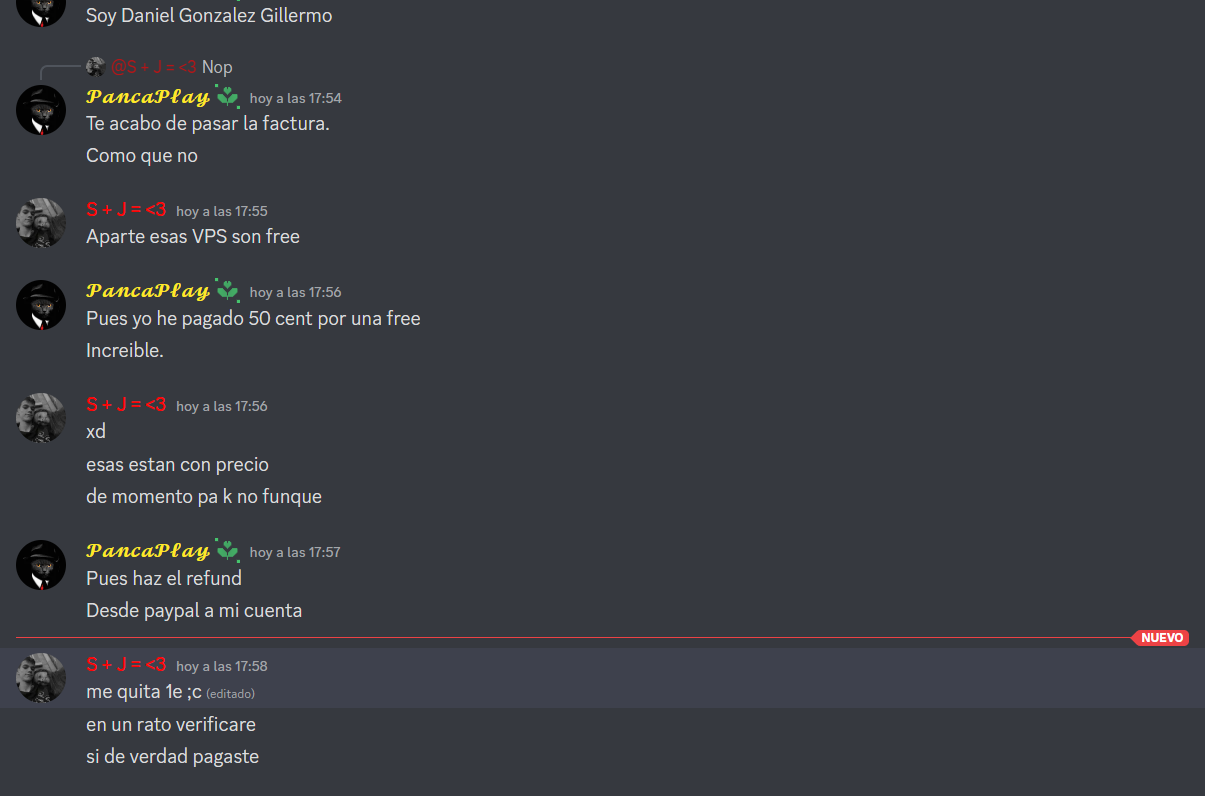 Soy Daniel Gonzalez Gillermo
@S + J = <3 Nop
𝓟𝓪𝓷𝓬𝓪𝓟𝓵𝓪𝔂 hoy a las 17:54
Te acabo de pasar la factura.
Como que no
S + J = <3 hoy a las 17:55
Aparte esas VPS son free
𝓟𝓪𝓷𝓬𝓪𝓟𝓵𝓪𝔂 hoy a las 17:56
Pues yo he pagado 50 cent por una free
Increible.
S + J = <3 hoy a las 17:56
xd
esas estan con precio
de momento pa k no funque
𝓟𝓪𝓷𝓬𝓪𝓟𝓵𝓪𝔂 hoy a las 17:57
Pues haz el refund
Desde paypal a mi cuenta
NUEVO
S + J = <3 hoy a las 17:58
me quita 1e ;c (editado)
en un rato verificare
si de verdad pagaste